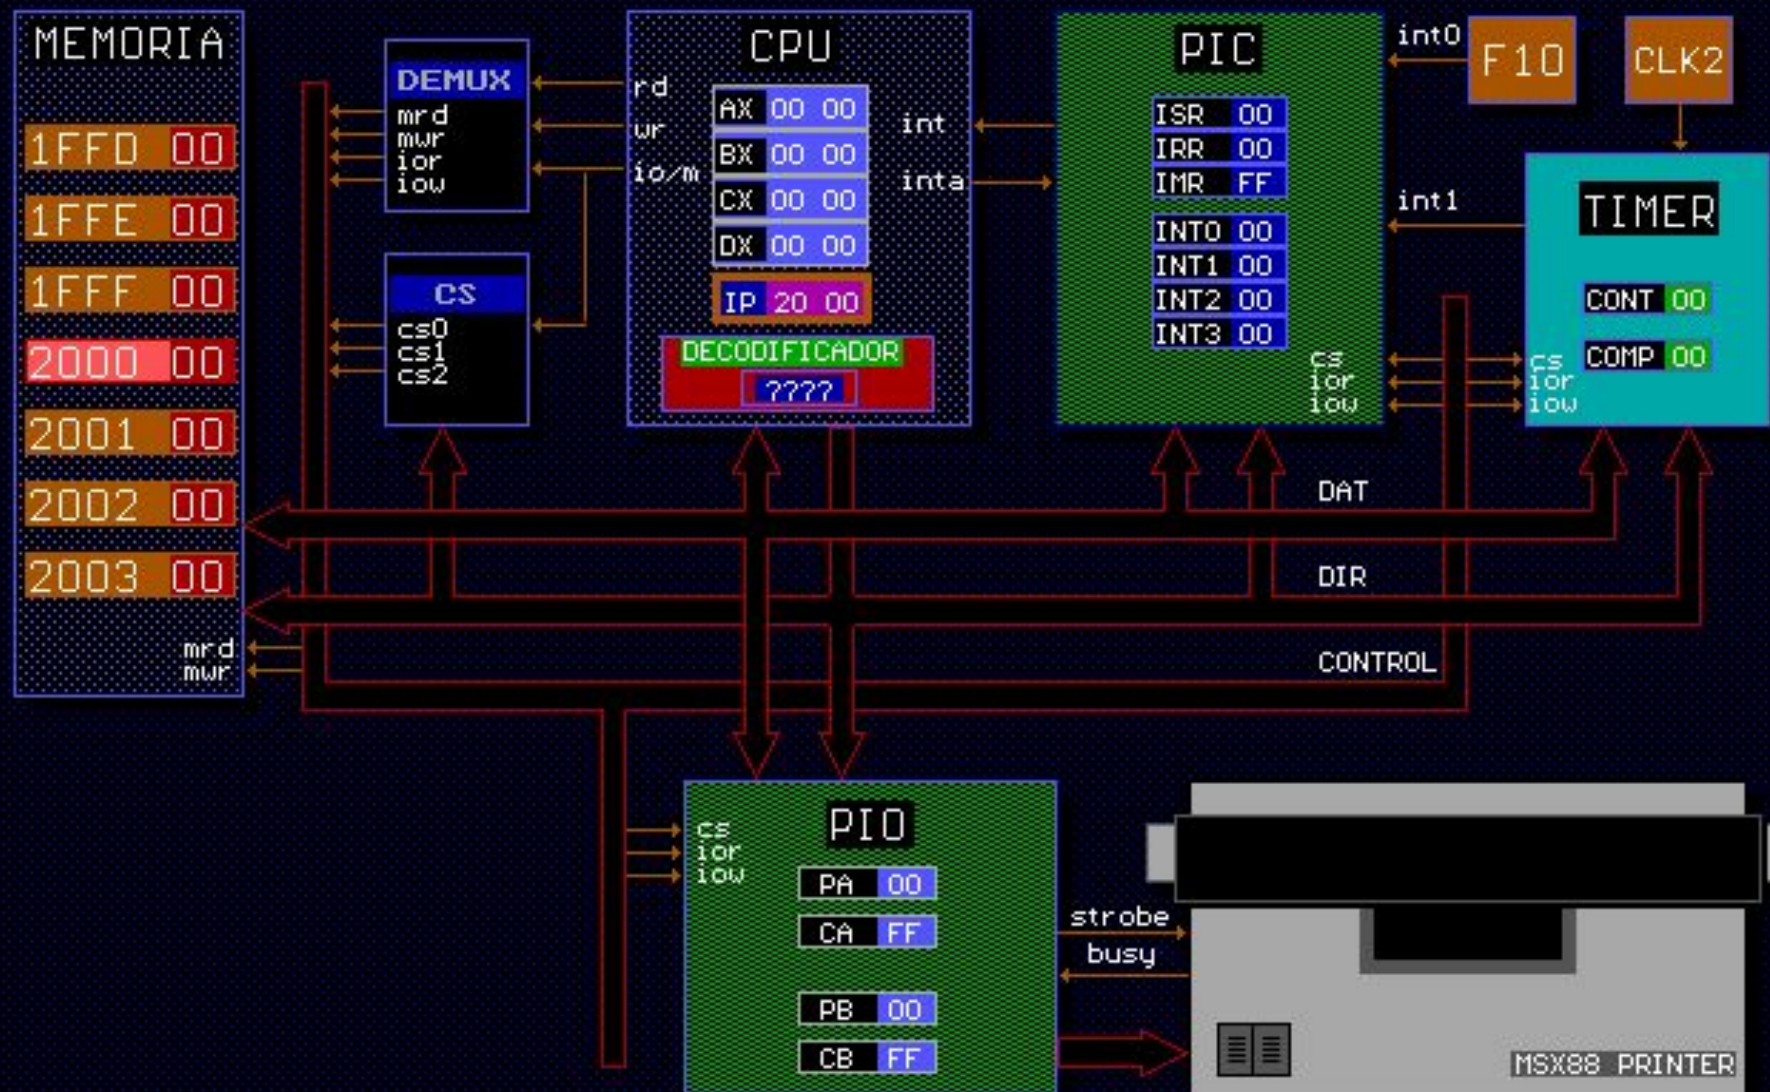 MEMORIA
1FFD 00
1FFE 00
1FFF 00
2000 00
2001 00
2002 00
2003 00
mrd
mwr
DEMUX
mrd
mwr
ior
iow
CS
cs0
cs1
cs2
CPU
rd
wr
io/m
AX 00 00
BX 00 00
CX 00 00
DX 00 00
IP 20 00
DECODIFICADOR
????
int
inta
PIC
ISR 00
IRR 00
IMR FF
INT0 00
INT1 00
INT2 00
INT3 00
cs
ior
iow
int0
F10
CLK2
int1
TIMER
CONT 00
COMP 00
cs
ior
iow
DAT
DIR
CONTROL
PIO
cs
ior
iow
PA 00
CA FF
PB 00
CB FF
strobe
busy
MSX88 PRINTER